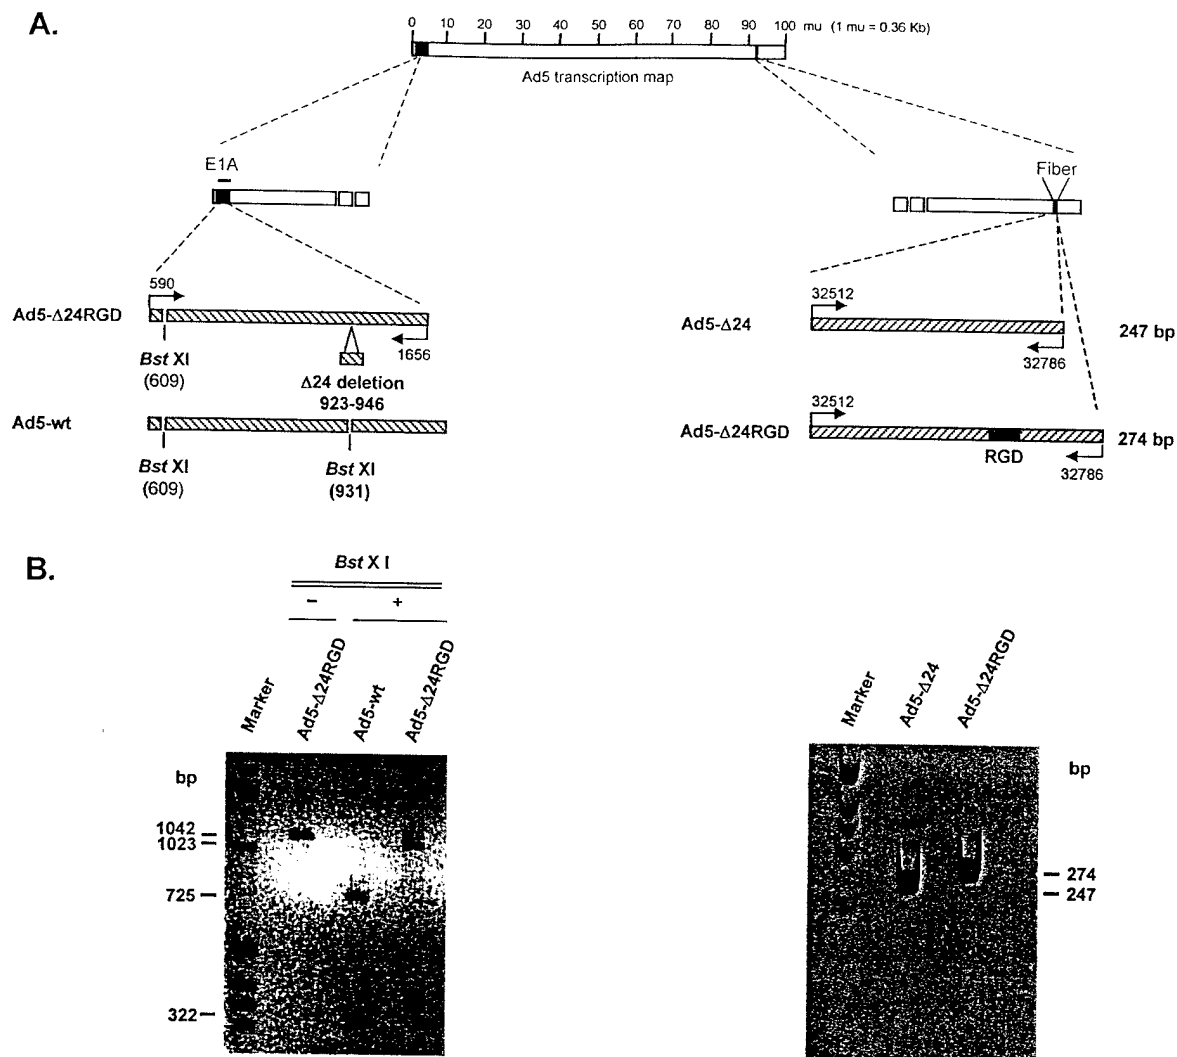 A.
0 10 20 30 40 50 60 70 80 90 100 mu (1 mu = 0.36 Kb)
Ad5 transcription map
E1A
Fiber
590
Ad5-Δ24RGD
1656
Bst XI
(609)
Δ24 deletion
923-946
Ad5-wt
Bst XI
(609)
Bst XI
(931)
32512
Ad5-Δ24
247 bp
32786
32512
Ad5-Δ24RGD
274 bp
RGD
32786
B.
Bst X I
- +
Marker
Ad5-Δ24RGD
Ad5-wt
Ad5-Δ24RGD
bp
1042
1023
725
322
Marker
Ad5-Δ24
Ad5-Δ24RGD
bp
274
247